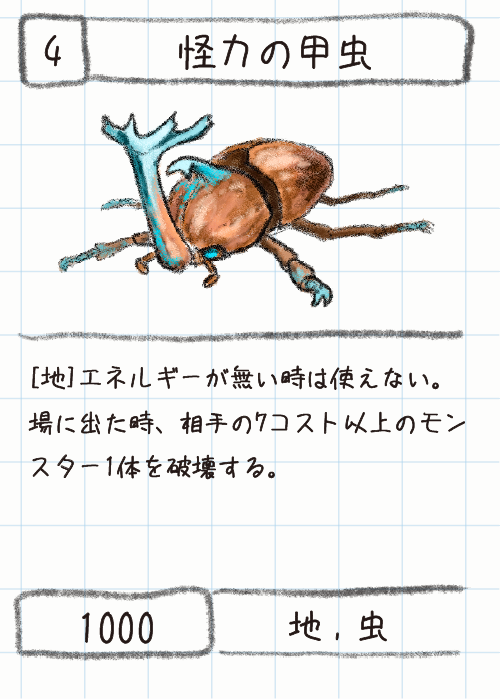 4
怪力の甲虫
[地]エネルギーが無い時は使えない。
場に出た時、相手の7コスト以上のモン
スター1体を破壊する。
1000
地,虫